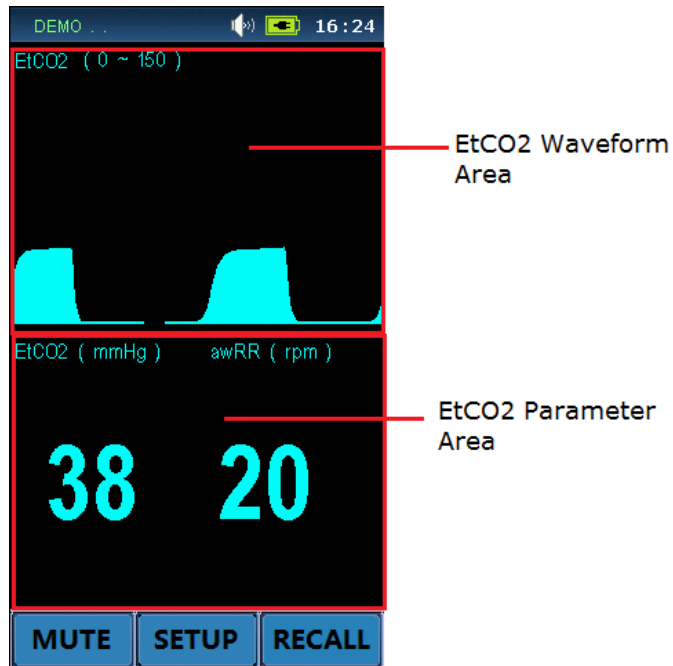 DEMO . . 16:24
EtCO2 ( 0 ~ 150 )
EtCO2 Waveform
Area
EtCO2 ( mmHg ) awRR ( rpm )
EtCO2 Parameter
Area
38 20
MUTE SETUP RECALL